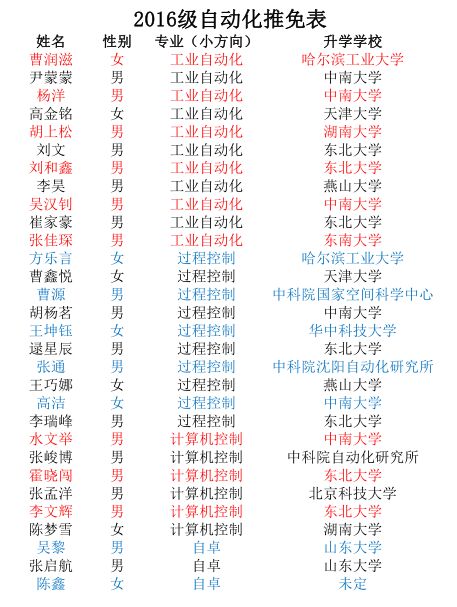 2016级自动化推免表
姓名 性别 专业（小方向） 升学学校
曹润滋 女 工业自动化 哈尔滨工业大学
尹蒙蒙 男 工业自动化 中南大学
杨洋 男 工业自动化 中南大学
高金铭 女 工业自动化 天津大学
胡上松 男 工业自动化 湖南大学
刘文 男 工业自动化 东北大学
刘和鑫 男 工业自动化 东北大学
李昊 男 工业自动化 燕山大学
吴汉钊 男 工业自动化 中南大学
崔家豪 男 工业自动化 东北大学
张佳琛 男 工业自动化 东南大学
方乐言 女 过程控制 哈尔滨工业大学
曹鑫悦 女 过程控制 天津大学
曹源 男 过程控制 中科院国家空间科学中心
胡杨茗 男 过程控制 中南大学
王坤钰 女 过程控制 华中科技大学
逯星辰 男 过程控制 东北大学
张通 男 过程控制 中科院沈阳自动化研究所
王巧娜 女 过程控制 燕山大学
高洁 女 过程控制 中南大学
李瑞峰 男 过程控制 东北大学
水文举 男 计算机控制 中南大学
张峻博 男 计算机控制 中科院自动化研究所
霍晓闯 男 计算机控制 东北大学
张孟洋 男 计算机控制 北京科技大学
李文辉 男 计算机控制 东北大学
陈梦雪 女 计算机控制 湖南大学
吴黎 男 自卓 山东大学
张启航 男 自卓 山东大学
陈鑫 女 自卓 未定